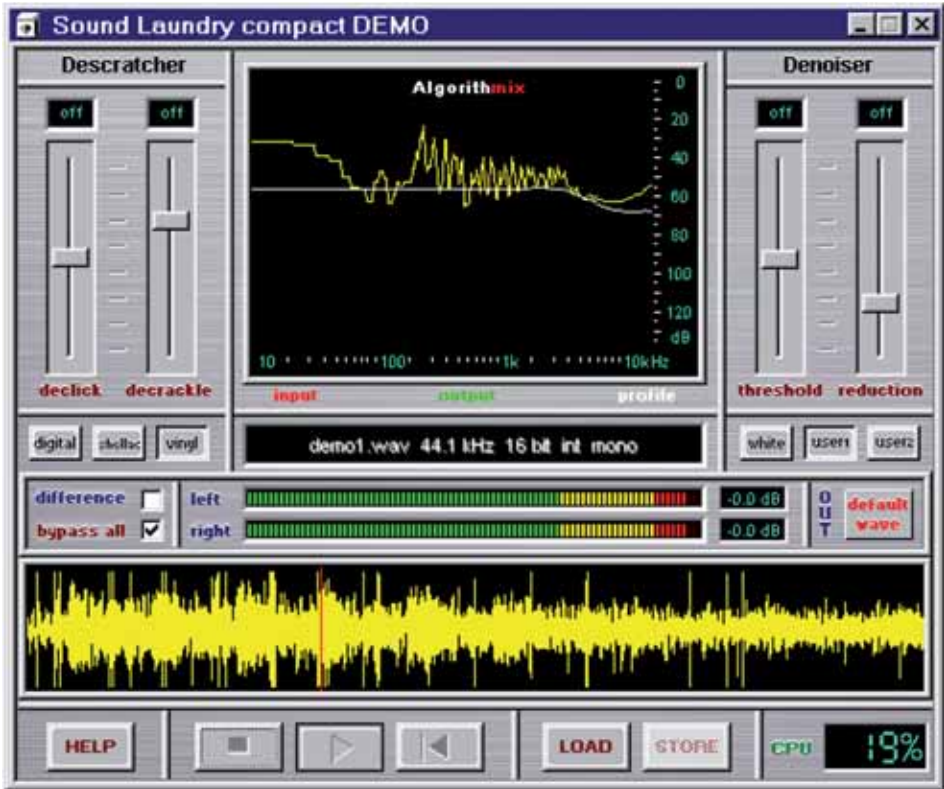 Sound Laundry compact DEMO
Descratcher
off off
declick decrackle
digital shellac vinyl
Algorithmix
0
20
40
60
80
100
120
dB
10 100 1k 10k Hz
input output profile
demo1.wav 44.1 kHz 16 bit int mono
Denoiser
off off
threshold reduction
white user1 user2
difference
bypass all
left -0.0 dB
right -0.0 dB
OUT
default
wave
HELP
LOAD STORE
CPU 19%